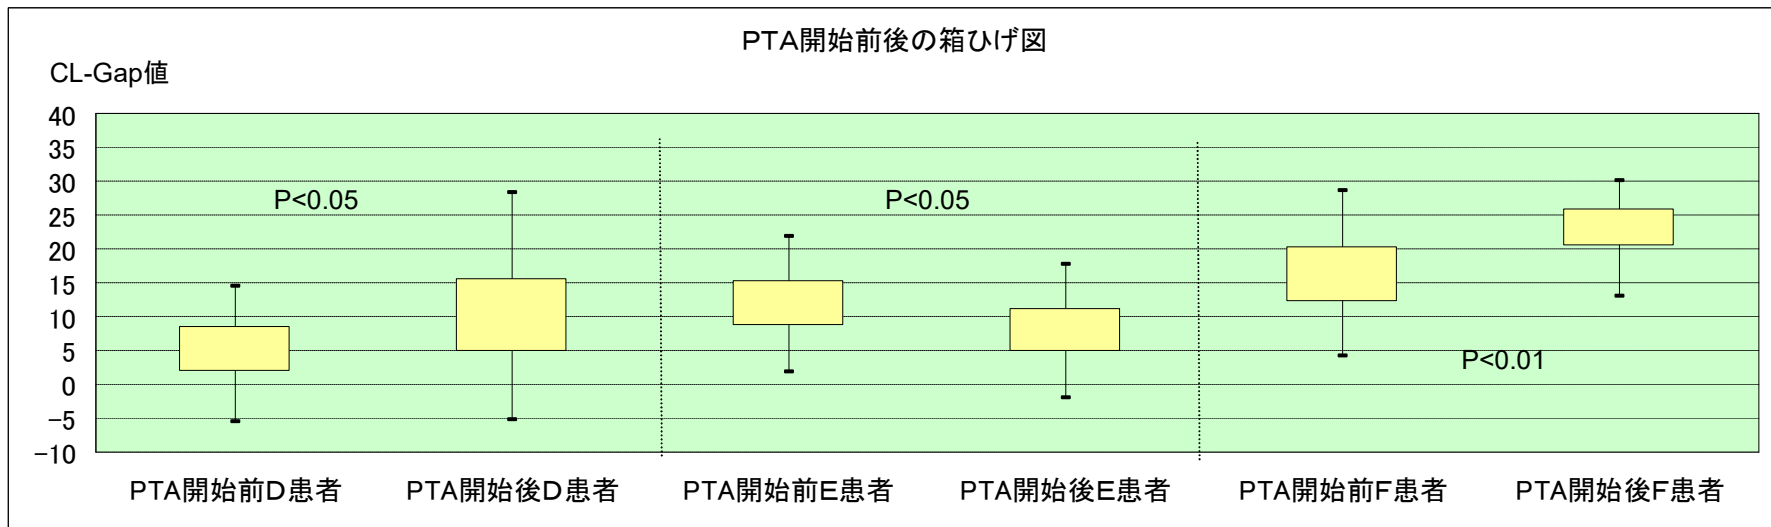 PTA開始前後の箱ひげ図
CL-Gap値
40
35
30
25
20
15
10
5
0
-5
-10
P<0.05
P<0.05
P<0.01
PTA開始前D患者
PTA開始後D患者
PTA開始前E患者
PTA開始後E患者
PTA開始前F患者
PTA開始後F患者